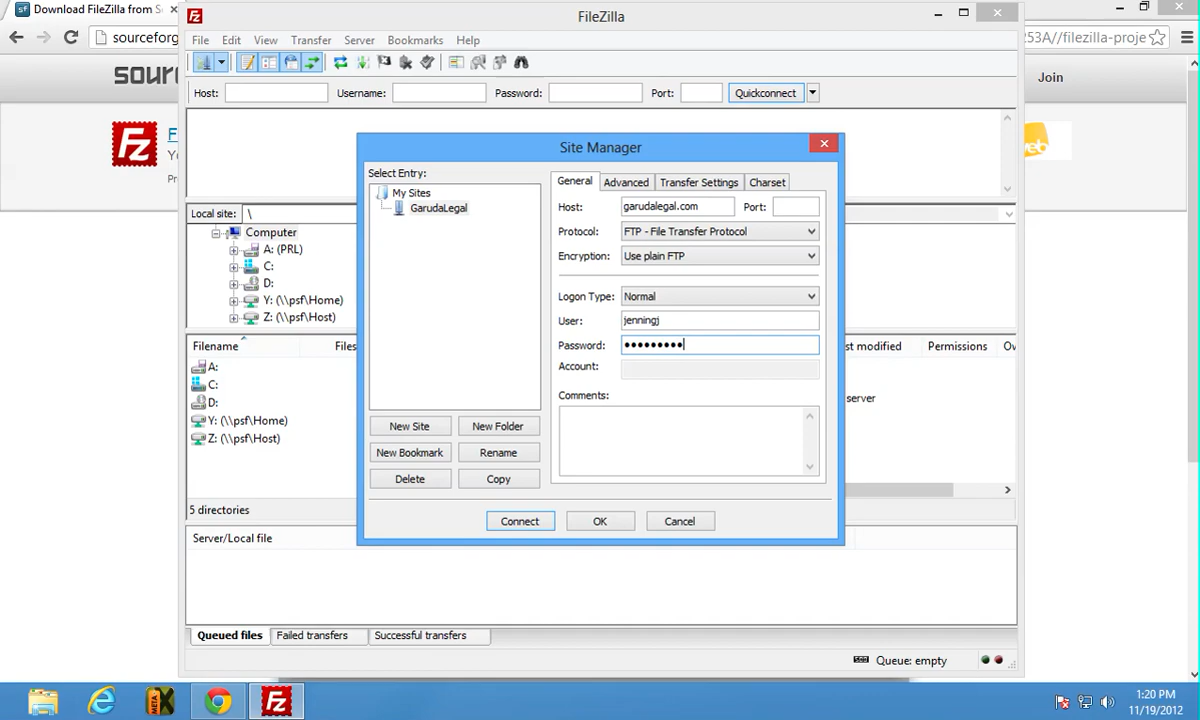 Download FileZilla from S
FileZilla
sourceforg
253A//filezilla-proje
File Edit View Transfer Server Bookmarks Help
Join
Host: Username: Password: Port: Quickconnect
Site Manager
Select Entry:
My Sites
GarudaLegal
General Advanced Transfer Settings Charset
Host: garudalegal.com Port:
Protocol: FTP - File Transfer Protocol
Encryption: Use plain FTP
Logon Type: Normal
User: jenningj
Password: •••••••••
Account:
Comments:
New Site New Folder
New Bookmark Rename
Delete Copy
Connect OK Cancel
Local site: \
Computer
A: (PRL)
C:
D:
Y: (\\psf\Home)
Z: (\\psf\Host)
Filename Files
st modified Permissions Ow
A:
C:
server
D:
Y: (\\psf\Home)
Z: (\\psf\Host)
5 directories
Server/Local file
Queued files Failed transfers Successful transfers
Queue: empty
1:20 PM
11/19/2012